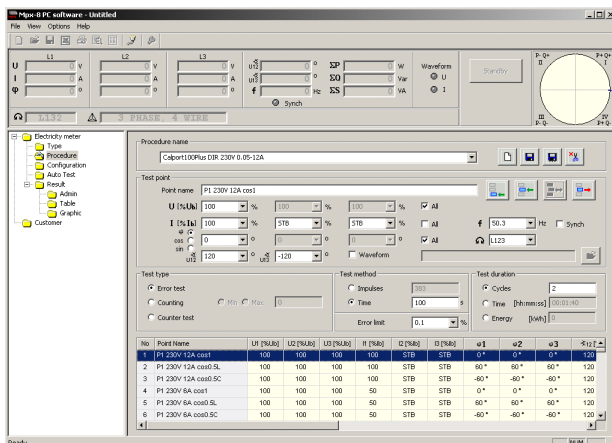 Mpx-8 PC software - Untitled
File View Options Help
L1 L2 L3
U 0 V 0 V 0 V U12 0 ° ΣP 0 W Waveform
I 0 A 0 A 0 A U13 0 ° ΣQ 0 Var U
φ 0 ° 0 ° 0 ° f 0 Hz ΣS 0 VA I
Synch
Standby
P- Q+ P+ Q+
II I
III IV
P- Q- P+ Q-
L132 3 PHASE, 4 WIRE
Electricity meter
Type
Procedure
Configuration
Auto Test
Result
Admin
Table
Graphic
Customer
Procedure name
Calport100Plus DIR 230V 0.05-12A
Test point
Point name P1 230V 12A cos1
U [%Ub] 100 % 100 % 100 % All
I [%Ib] 100 % STB % STB % All f 50.3 Hz Synch
φ
cos 0 ° 0 ° 0 ° All L123
sin
U12 120 ° U13 -120 ° Waveform
Test type
Error test
Counting Min Max 0
Counter test
Test method
Impulses 383
Time 100 s
Error limit 0.1 %
Test duration
Cycles 2
Time [hh:mm:ss] 00:01:40
Energy [kWh] 0
No Point Name U1 [%Ub] U2 [%Ub] U3 [%Ub] I1 [%Ib] I2 [%Ib] I3 [%Ib] φ1 φ2 φ3 ∢12 [°
1 P1 230V 12A cos1 100 100 100 100 STB STB 0 ° 0 ° 0 ° 120
2 P1 230V 12A cos0.5L 100 100 100 100 STB STB 60 ° 60 ° 60 ° 120
3 P1 230V 12A cos0.5C 100 100 100 100 STB STB -60 ° -60 ° -60 ° 120
4 P1 230V 6A cos1 100 100 100 50 STB STB 0 ° 0 ° 0 ° 120
5 P1 230V 6A cos0.5L 100 100 100 50 STB STB 60 ° 60 ° 60 ° 120
6 P1 230V 6A cos0.5C 100 100 100 50 STB STB -60 ° -60 ° -60 ° 120
Ready NUM